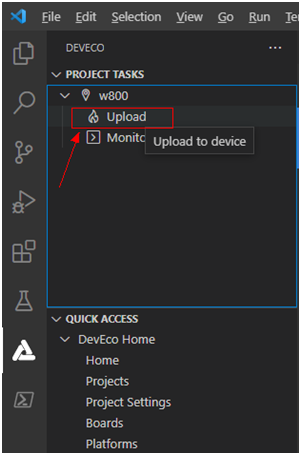 File Edit Selection View Go Run Term
DEVECO
PROJECT TASKS
w800
Upload
Monito
Upload to device
QUICK ACCESS
DevEco Home
Home
Projects
Project Settings
Boards
Platforms